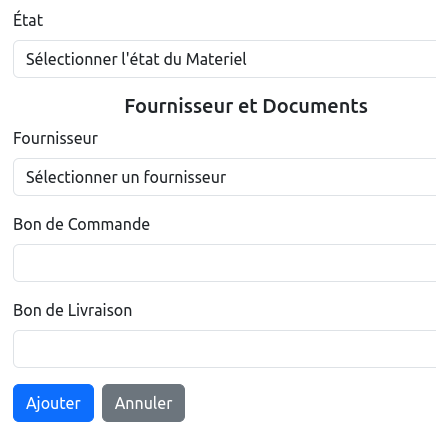 État
Sélectionner l'état du Materiel
Fournisseur et Documents
Fournisseur
Sélectionner un fournisseur
Bon de Commande
Bon de Livraison
Ajouter
Annuler